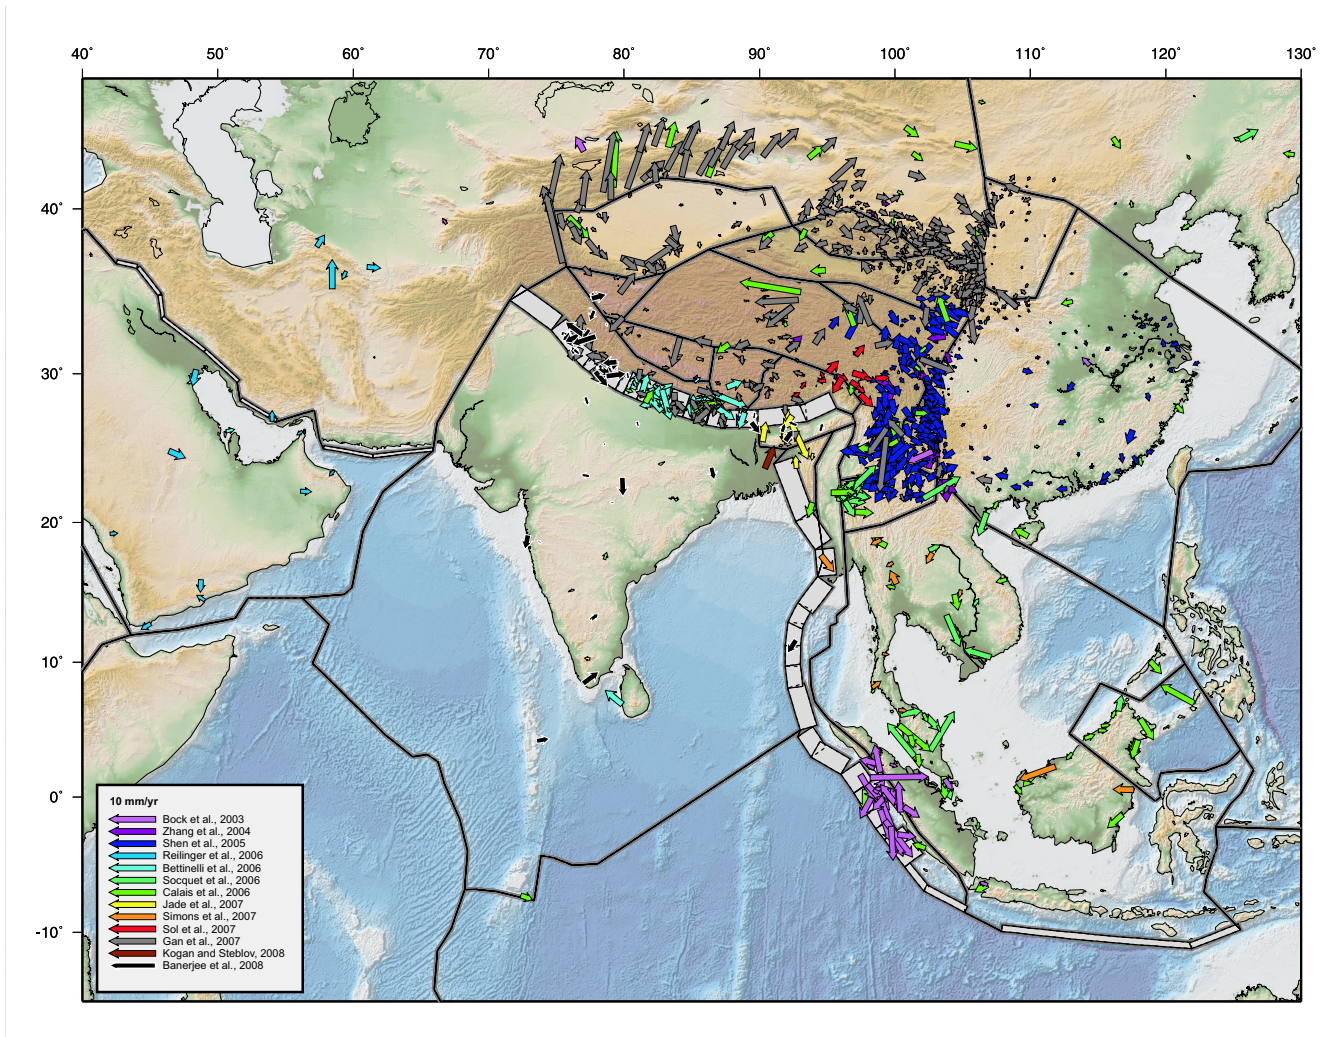 40° 50° 60° 70° 80° 90° 100° 110° 120° 130°
40°
30°
20°
10°
0°
-10°
10 mm/yr
Bock et al., 2003
Zhang et al., 2004
Shen et al., 2005
Reilinger et al., 2006
Bettinelli et al., 2006
Socquet et al., 2006
Calais et al., 2006
Jade et al., 2007
Simons et al., 2007
Sol et al., 2007
Gan et al., 2007
Kogan and Steblov, 2008
Banerjee et al., 2008